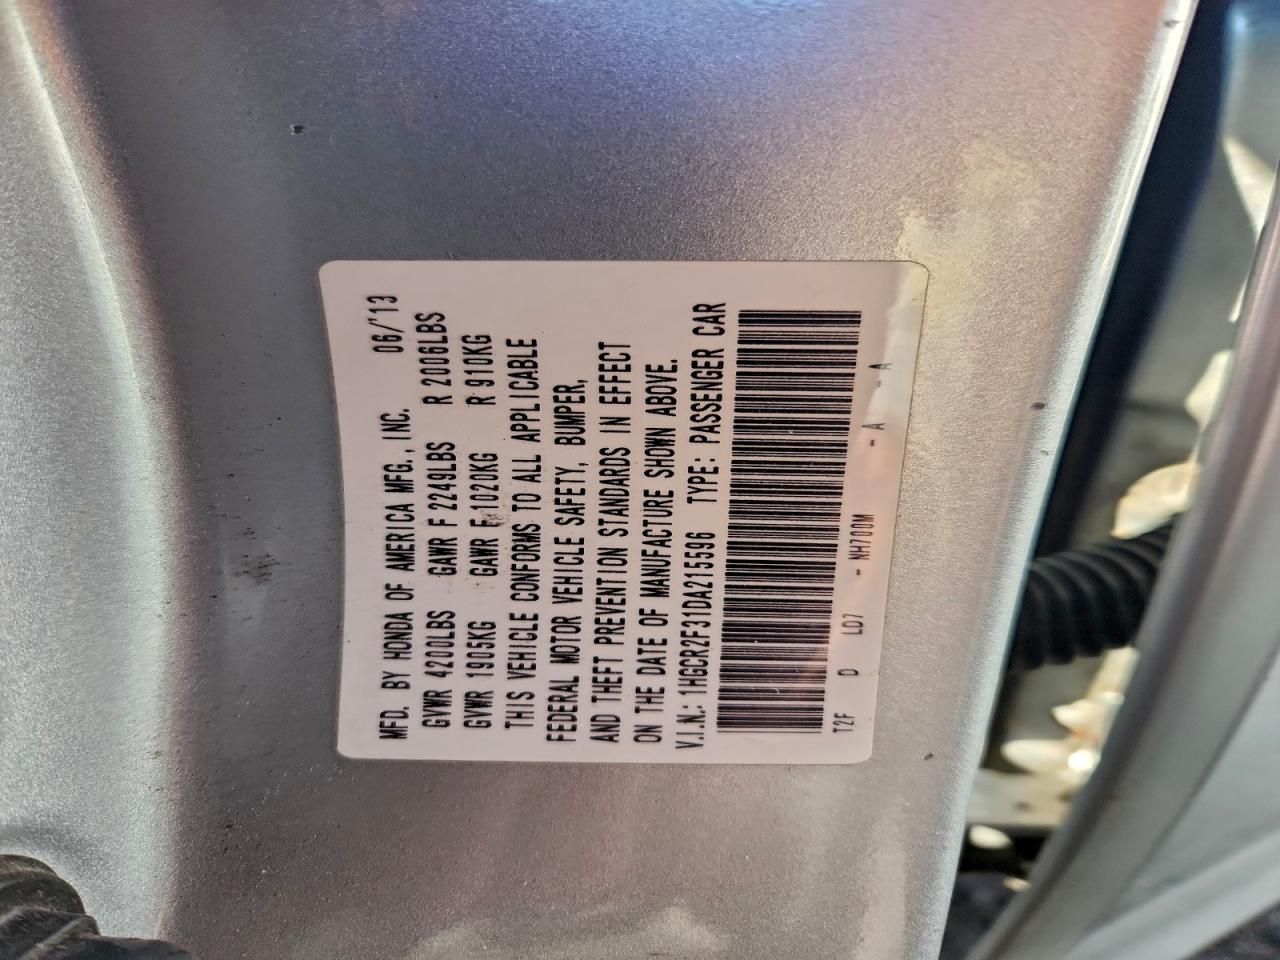 MFD. BY HONDA OF AMERICA MFG.,INC. 06/'13
GVWR 4200LBS GAWR F 2249LBS R 2006LBS
GVWR 1905KG GAWR F 1020KG R 910KG
THIS VEHICLE CONFORMS TO ALL APPLICABLE
FEDERAL MOTOR VEHICLE SAFETY, BUMPER,
AND THEFT PREVENTION STANDARDS IN EFFECT
ON THE DATE OF MANUFACTURE SHOWN ABOVE.
V.I.N.: 1HGCR2F31DA215596 TYPE: PASSENGER CAR
T2F D LD7 - NH700M - A - A